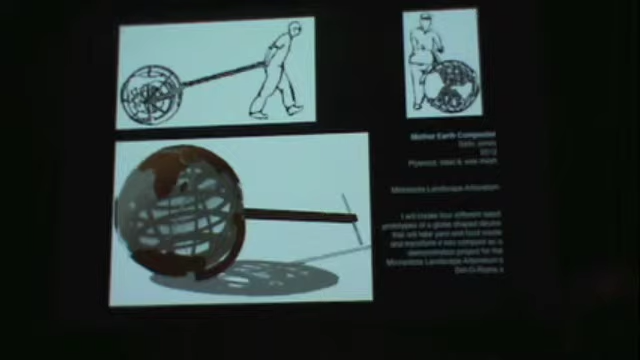 Mother Earth Composter
2012
Plywood, steel & wire mesh
Minnesota Landscape Arboretum
I will create four different sized
prototypes of a globe shaped device
that will take yard and food waste
and transform it into compost as a
demonstration project for the
Minnesota Landscape Arboretum's